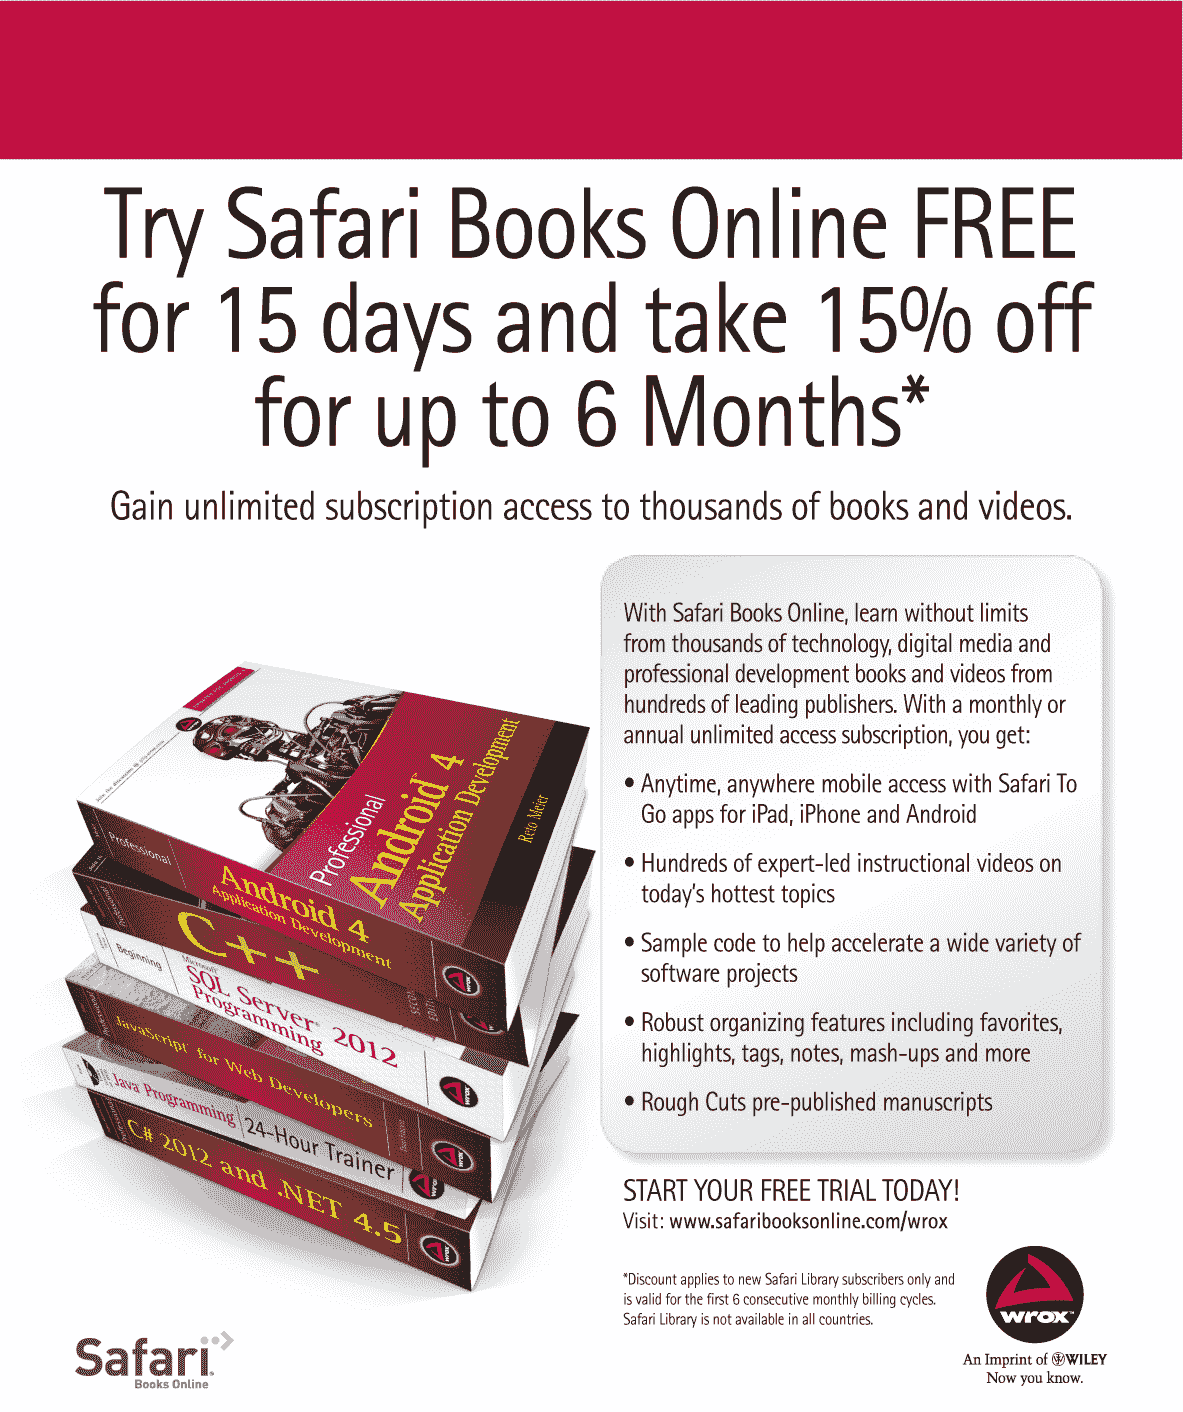 Try Safari Books Online FREE
for 15 days and take 15% off
for up to 6 Months*
Gain unlimited subscription access to thousands of books and videos.
With Safari Books Online, learn without limits
from thousands of technology, digital media and
professional development books and videos from
hundreds of leading publishers. With a monthly or
annual unlimited access subscription, you get:
• Anytime, anywhere mobile access with Safari To
Go apps for iPad, iPhone and Android
• Hundreds of expert-led instructional videos on
today's hottest topics
• Sample code to help accelerate a wide variety of
software projects
• Robust organizing features including favorites,
highlights, tags, notes, mash-ups and more
• Rough Cuts pre-published manuscripts
Professional
Android™ 4
Application Development
Reto Meier
Professional
Android 4
Application Development
wrox
C++
Beginning
Microsoft®
SQL Server® 2012
Programming
wrox
JavaScript® for Web Developers
wrox
Java Programming
24-Hour Trainer
wrox
C# 2012 and .NET 4.5
wrox
START YOUR FREE TRIAL TODAY!
Visit: www.safaribooksonline.com/wrox
*Discount applies to new Safari Library subscribers only and
is valid for the first 6 consecutive monthly billing cycles.
Safari Library is not available in all countries.
Safari
Books Online
wrox™
An Imprint of WILEY
Now you know.